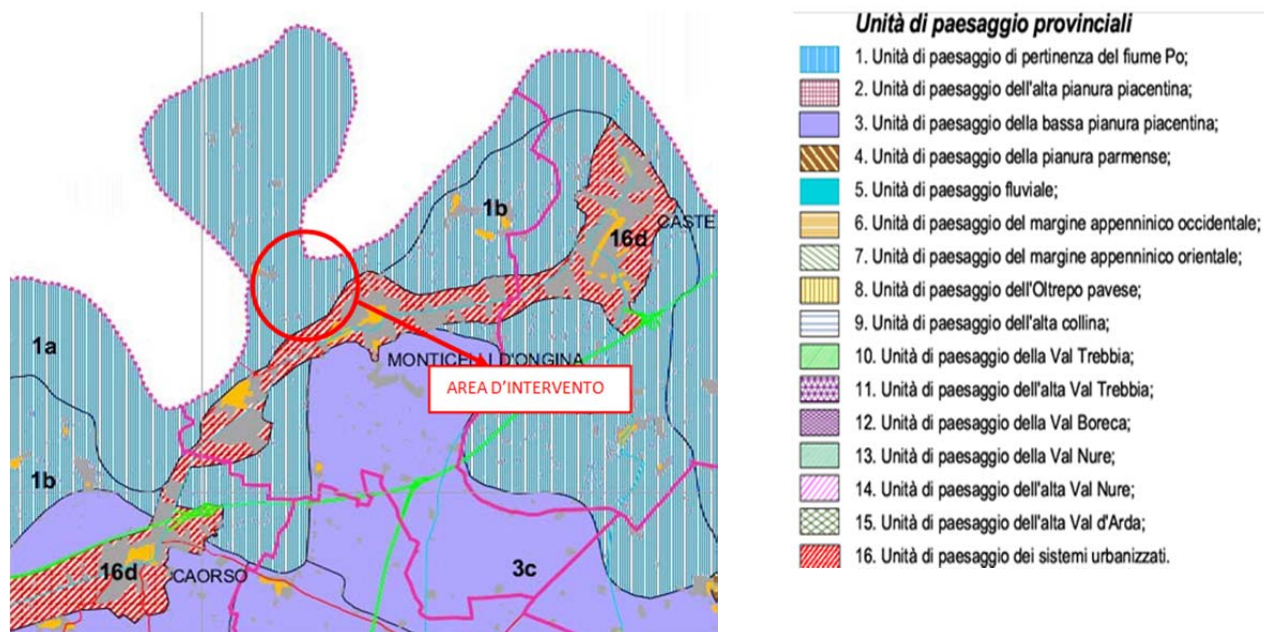 1b
16d
CASTE
1a
MONTICELLI D'ONGINA
AREA D'INTERVENTO
1b
16d
CAORSO
3c
Unità di paesaggio provinciali
1. Unità di paesaggio di pertinenza del fiume Po;
2. Unità di paesaggio dell'alta pianura piacentina;
3. Unità di paesaggio della bassa pianura piacentina;
4. Unità di paesaggio della pianura parmense;
5. Unità di paesaggio fluviale;
6. Unità di paesaggio del margine appenninico occidentale;
7. Unità di paesaggio del margine appenninico orientale;
8. Unità di paesaggio dell'Oltrepo pavese;
9. Unità di paesaggio dell'alta collina;
10. Unità di paesaggio della Val Trebbia;
11. Unità di paesaggio dell'alta Val Trebbia;
12. Unità di paesaggio della Val Boreca;
13. Unità di paesaggio della Val Nure;
14. Unità di paesaggio dell'alta Val Nure;
15. Unità di paesaggio dell'alta Val d'Arda;
16. Unità di paesaggio dei sistemi urbanizzati.